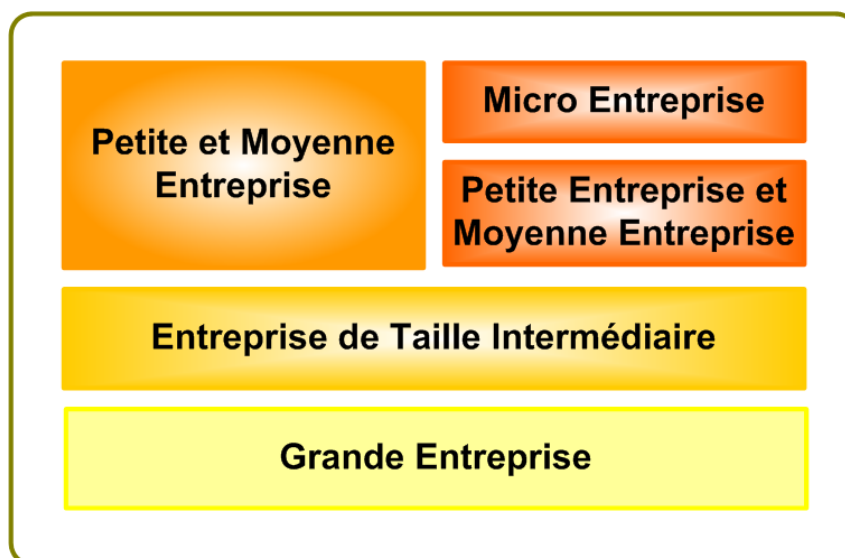 Petite et Moyenne
Entreprise
Micro Entreprise
Petite Entreprise et
Moyenne Entreprise
Entreprise de Taille Intermédiaire
Grande Entreprise